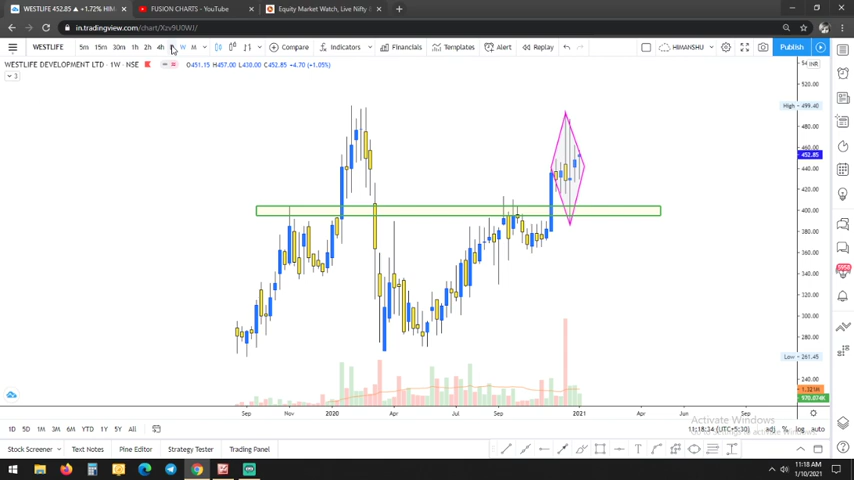 WESTLIFE 452.85 ▲ +1.72% HIM
FUSION CHARTS - YouTube
Equity Market Watch, Live Nifty
in.tradingview.com/chart/Xzv9U0WJ/
WESTLIFE 5m 15m 30m 1h 2h 4h D W M Compare Indicators Financials Templates Alert Replay HIMANSHU Publish
WESTLIFE DEVELOPMENT LTD · 1W · NSE O451.15 H457.00 L430.00 C452.85 +4.70 (+1.05%)
3
INR
520.00
High 499.40
480.00
460.00
452.85
440.00
420.00
400.00
380.00
360.00
340.00
320.00
300.00
280.00
Low 261.45
240.00
1.321M
970.074K
Sep Nov 2020 Apr Jul Sep 2021 Apr Jun Sep
Activate Windows
1D 5D 1M 3M 6M YTD 1Y 5Y All
11:18:34 (UTC+5:30) adj % log auto
Stock Screener Text Notes Pine Editor Strategy Tester Trading Panel
11:18 AM
1/10/2021